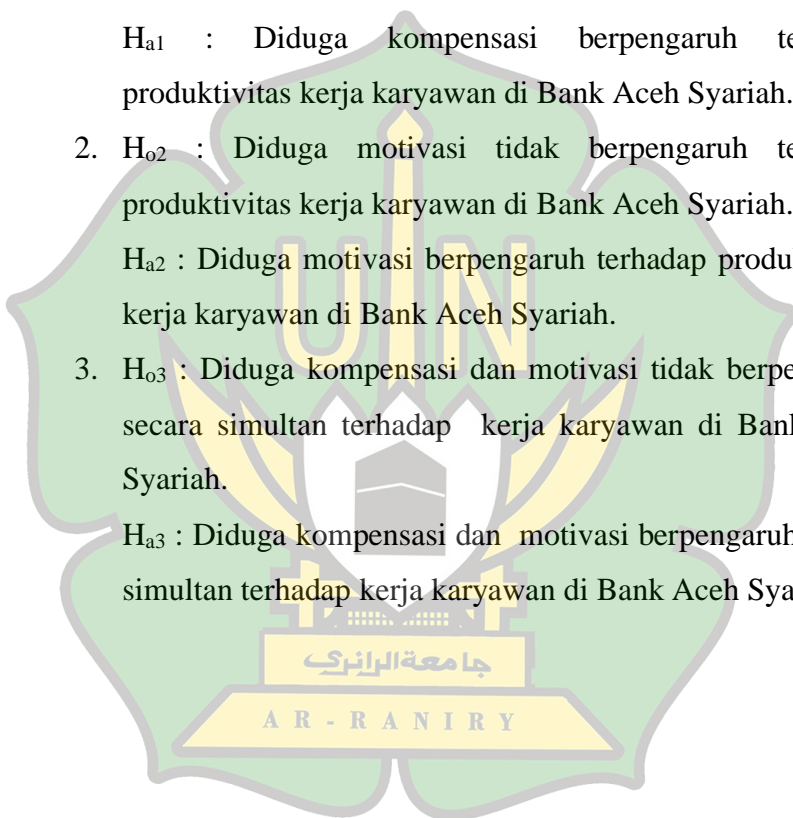 Ha1 : Diduga kompensasi berpengaruh te
produktivitas kerja karyawan di Bank Aceh Syariah.
2. Ho2 : Diduga motivasi tidak berpengaruh te
produktivitas kerja karyawan di Bank Aceh Syariah.
Ha2 : Diduga motivasi berpengaruh terhadap produ
kerja karyawan di Bank Aceh Syariah.
3. Ho3 : Diduga kompensasi dan motivasi tidak berpe
secara simultan terhadap kerja karyawan di Bank
Syariah.
Ha3 : Diduga kompensasi dan motivasi berpengaruh
simultan terhadap kerja karyawan di Bank Aceh Sya
UIN
جامعةالرانري
AR-RANIRY